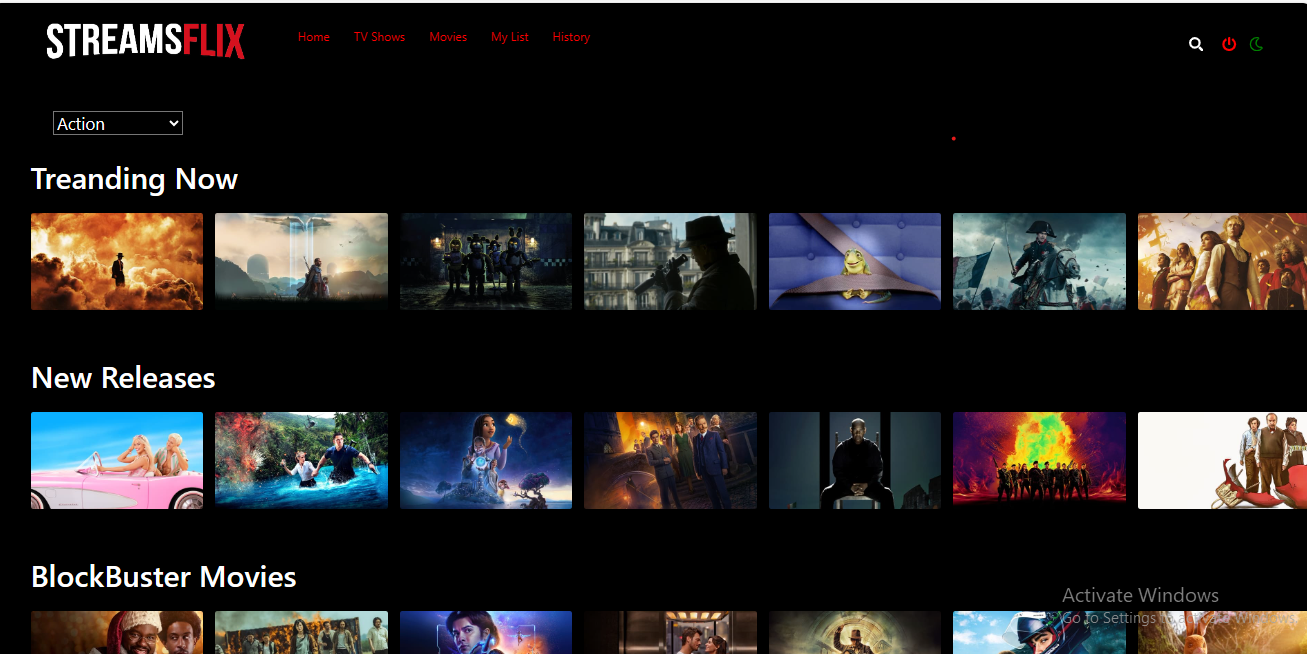 STREAMSFLIX
Home TV Shows Movies My List History
Action
Treanding Now
New Releases
BlockBuster Movies
Activate Windows
Go to Settings to activate Windows.